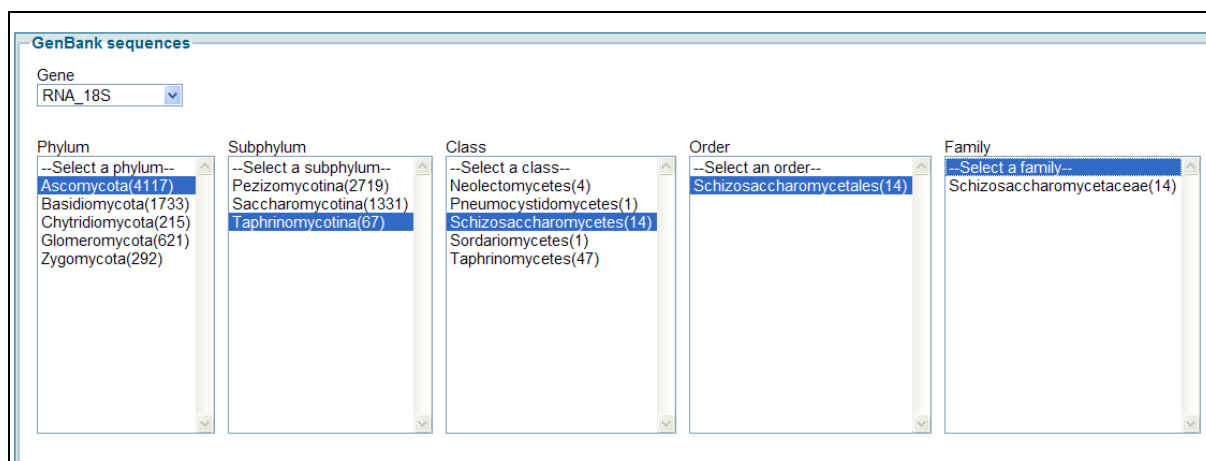 GenBank sequences
Gene
RNA_18S
Phylum
--Select a phylum--
Ascomycota(4117)
Basidiomycota(1733)
Chytridiomycota(215)
Glomeromycota(621)
Zygomycota(292)
Subphylum
--Select a subphylum--
Pezizomycotina(2719)
Saccharomycotina(1331)
Taphrinomycotina(67)
Class
--Select a class--
Neolectomycetes(4)
Pneumocystidomycetes(1)
Schizosaccharomycetes(14)
Sordariomycetes(1)
Taphrinomycetes(47)
Order
--Select an order--
Schizosaccharomycetales(14)
Family
--Select a family--
Schizosaccharomycetaceae(14)